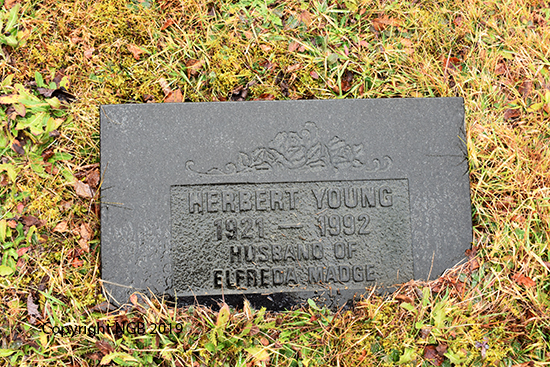 HERBERT YOUNG
1921 — 1992
HUSBAND OF
ELFREDA MADGE
Copyright NGB 2019